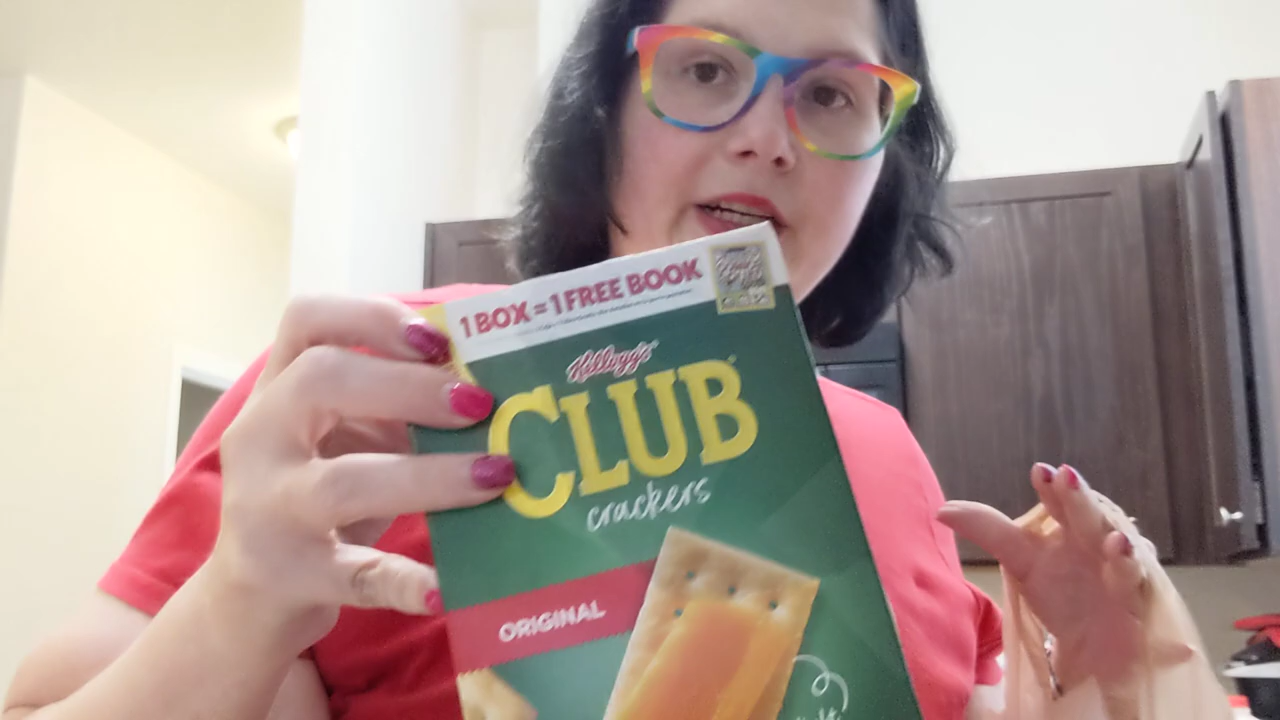 1 BOX = 1 FREE BOOK
Kellogg's
CLUB
crackers
ORIGINAL